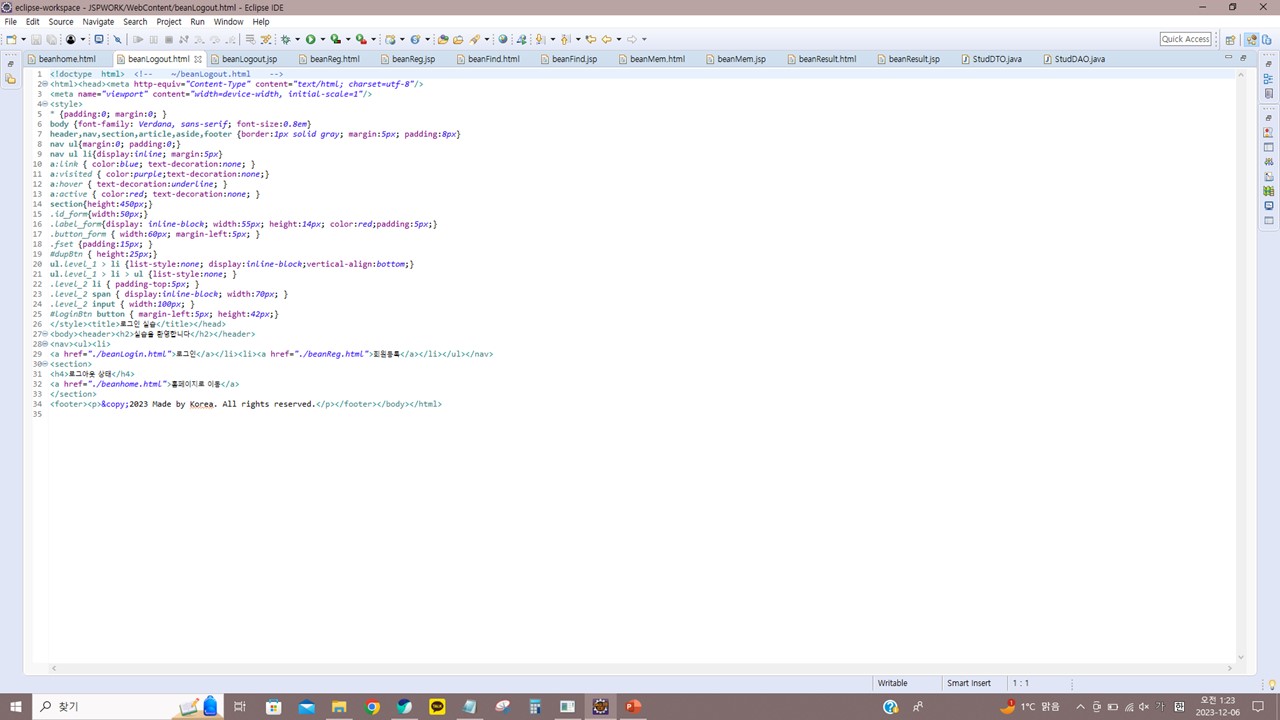 eclipse-workspace - JSPWORK/WebContent/beanLogout.html - Eclipse IDE
File Edit Source Navigate Search Project Run Window Help
Quick Access
beanhome.html beanLogout.html beanLogout.jsp beanReg.html beanReg.jsp beanFind.html beanFind.jsp beanMem.html beanMem.jsp beanResult.html beanResult.jsp StudDTO.java StudDAO.java
1 <!doctype html> <!-- ~/beanLogout.html -->
2 <html><head><meta http-equiv="Content-Type" content="text/html; charset=utf-8"/>
3 <meta name="viewport" content="width=device-width, initial-scale=1"/>
4 <style>
5 * {padding:0; margin:0; }
6 body {font-family: Verdana, sans-serif; font-size:0.8em}
7 header,nav,section,article,aside,footer {border:1px solid gray; margin:5px; padding:8px}
8 nav ul{margin:0; padding:0;}
9 nav ul li{display:inline; margin:5px}
10 a:link { color:blue; text-decoration:none; }
11 a:visited { color:purple;text-decoration:none;}
12 a:hover { text-decoration:underline; }
13 a:active { color:red; text-decoration:none; }
14 section{height:450px;}
15 .id_form{width:50px;}
16 .label_form{display: inline-block; width:55px; height:14px; color:red;padding:5px;}
17 .button_form { width:60px; margin-left:5px; }
18 .fset {padding:15px; }
19 #dupBtn { height:25px;}
20 ul.level_1 > li {list-style:none; display:inline-block;vertical-align:bottom;}
21 ul.level_1 > li > ul {list-style:none; }
22 .level_2 li { padding-top:5px; }
23 .level_2 span { display:inline-block; width:70px; }
24 .level_2 input { width:100px; }
25 #loginBtn button { margin-left:5px; height:42px;}
26 </style><title>로그인 실습</title></head>
27 <body><header><h2>실습을 환영합니다</h2></header>
28 <nav><ul><li>
29 <a href="./beanLogin.html">로그인</a></li><li><a href="./beanReg.html">회원등록</a></li></ul></nav>
30 <section>
31 <h4>로그아웃 상태</h4>
32 <a href="./beanhome.html">홈페이지로 이동</a>
33 </section>
34 <footer><p>&copy;2023 Made by Korea. All rights reserved.</p></footer></body></html>
35
Writable Smart Insert 1 : 1
찾기
1°C 맑음
가
오전 1:23
2023-12-06